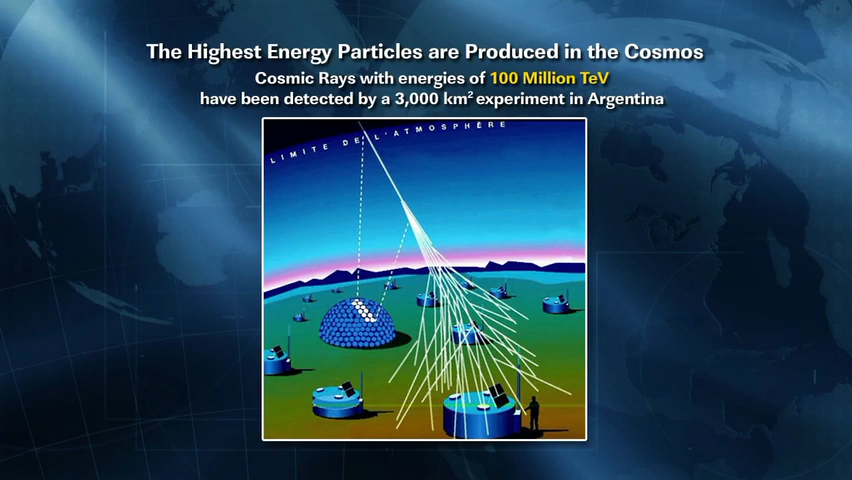 The Highest Energy Particles are Produced in the Cosmos
Cosmic Rays with energies of 100 Million TeV
have been detected by a 3,000 km² experiment in Argentina
LIMITE DE L'ATMOSPHÈRE